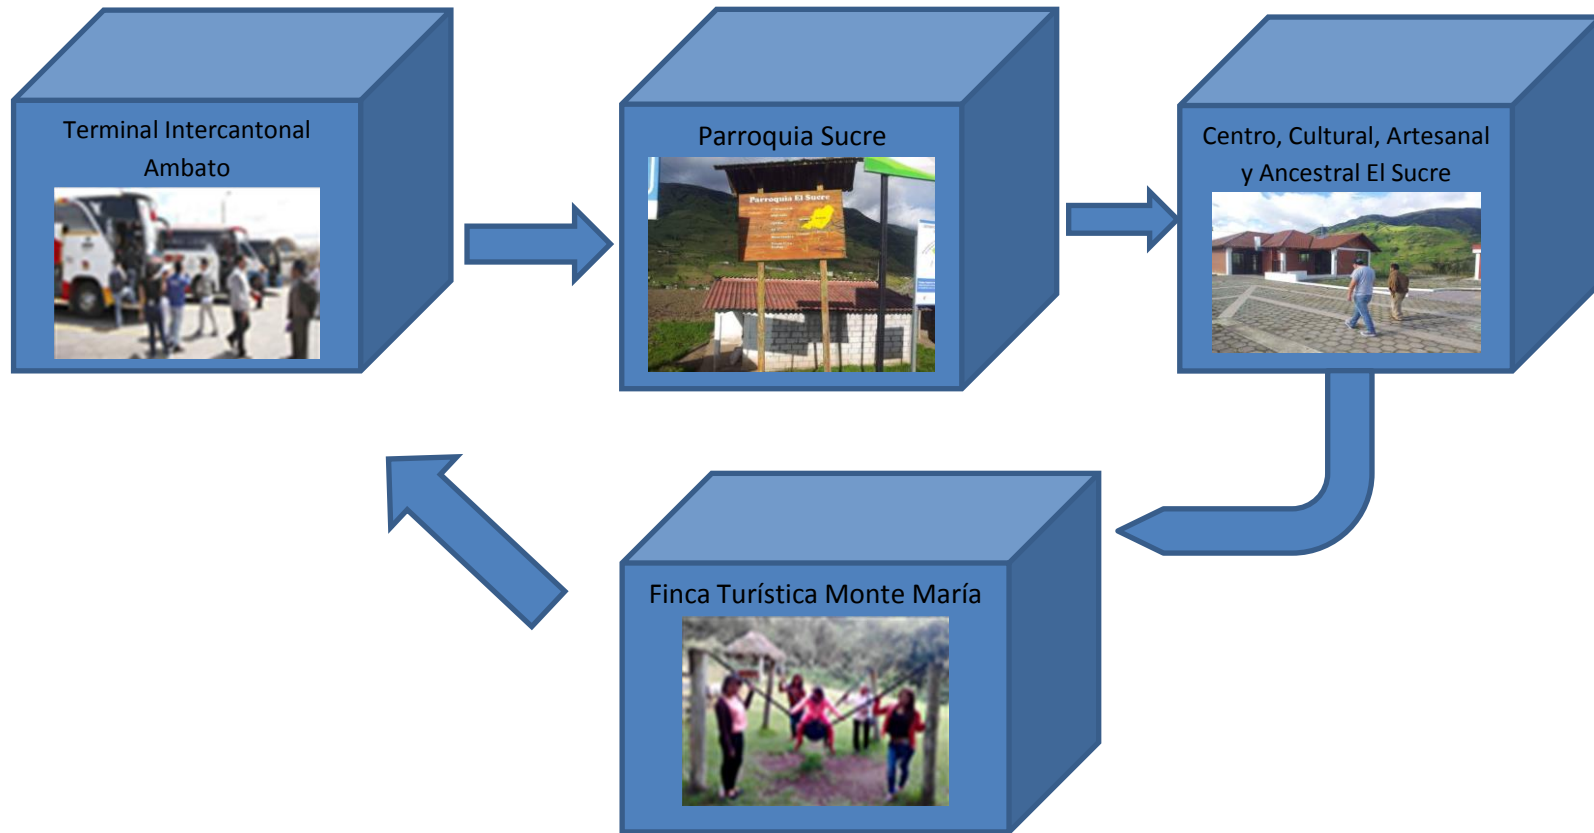 Terminal Intercantonal
Ambato
Parroquia Sucre
Parroquia El Sucre
Centro, Cultural, Artesanal
y Ancestral El Sucre
Finca Turística Monte María